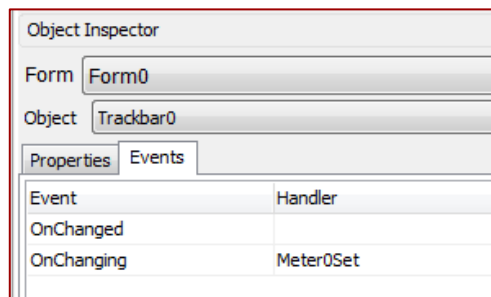 Object Inspector
Form Form0
Object Trackbar0
Properties Events
Event Handler
OnChanged
OnChanging Meter0Set